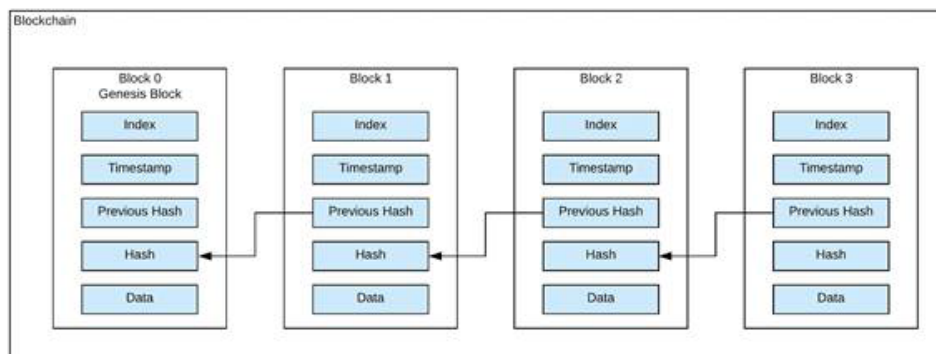 Blockchain
Block 0
Genesis Block
Index
Timestamp
Previous Hash
Hash
Data
Block 1
Index
Timestamp
Previous Hash
Hash
Data
Block 2
Index
Timestamp
Previous Hash
Hash
Data
Block 3
Index
Timestamp
Previous Hash
Hash
Data